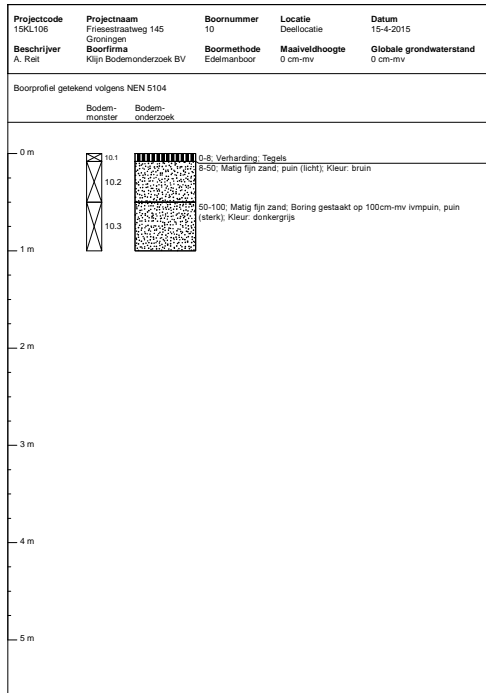 Projectcode Projectnaam Boornummer Locatie Datum
15KL106 Friesestraatweg 145 10 Deellocatie 15-4-2015
Groningen
Beschrijver Boorfirma Boormethode Maaiveldhoogte Globale grondwaterstand
A. Reit Klijn Bodemonderzoek BV Edelmanboor 0 cm-mv 0 cm-mv
Boorprofiel getekend volgens NEN 5104
Bodem- Bodem-
monster onderzoek
0 m 10.1 0-8; Verharding; Tegels
8-50; Matig fijn zand; puin (licht); Kleur: bruin
10.2
50-100; Matig fijn zand; Boring gestaakt op 100cm-mv ivmpuin, puin
(sterk); Kleur: donkergrijs
10.3
1 m
2 m
3 m
4 m
5 m